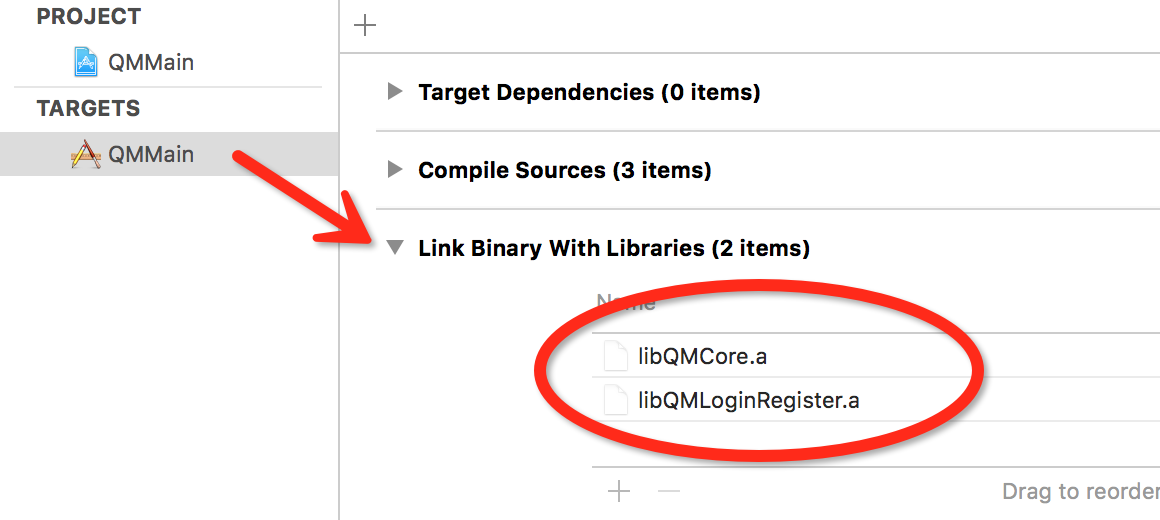 PROJECT
QMMain
TARGETS
QMMain
Target Dependencies (0 items)
Compile Sources (3 items)
Link Binary With Libraries (2 items)
Name
libQMCore.a
libQMLoginRegister.a
Drag to reorder